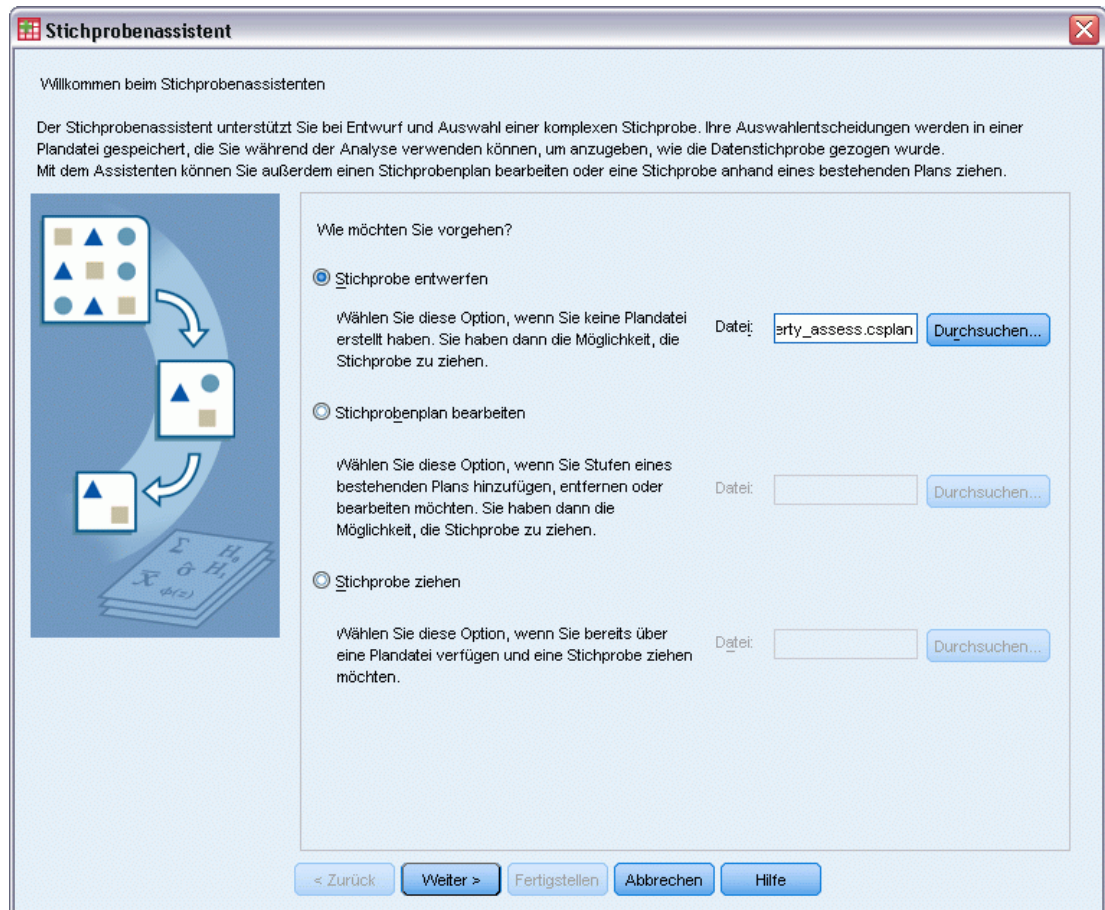 Stichprobenassistent
Willkommen beim Stichprobenassistenten
Der Stichprobenassistent unterstützt Sie bei Entwurf und Auswahl einer komplexen Stichprobe. Ihre Auswahlentscheidungen werden in einer
Plandatei gespeichert, die Sie während der Analyse verwenden können, um anzugeben, wie die Datenstichprobe gezogen wurde.
Mit dem Assistenten können Sie außerdem einen Stichprobenplan bearbeiten oder eine Stichprobe anhand eines bestehenden Plans ziehen.
Wie möchten Sie vorgehen?
Stichprobe entwerfen
Wählen Sie diese Option, wenn Sie keine Plandatei
erstellt haben. Sie haben dann die Möglichkeit, die
Stichprobe zu ziehen.
Datei: erty_assess.csplan Durchsuchen...
Stichprobenplan bearbeiten
Wählen Sie diese Option, wenn Sie Stufen eines
bestehenden Plans hinzufügen, entfernen oder
bearbeiten möchten. Sie haben dann die
Möglichkeit, die Stichprobe zu ziehen.
Datei: Durchsuchen...
Stichprobe ziehen
Wählen Sie diese Option, wenn Sie bereits über
eine Plandatei verfügen und eine Stichprobe ziehen
möchten.
Datei: Durchsuchen...
Σ H₀
x̄ σ̂ H₁
φ(z)
< Zurück Weiter > Fertigstellen Abbrechen Hilfe